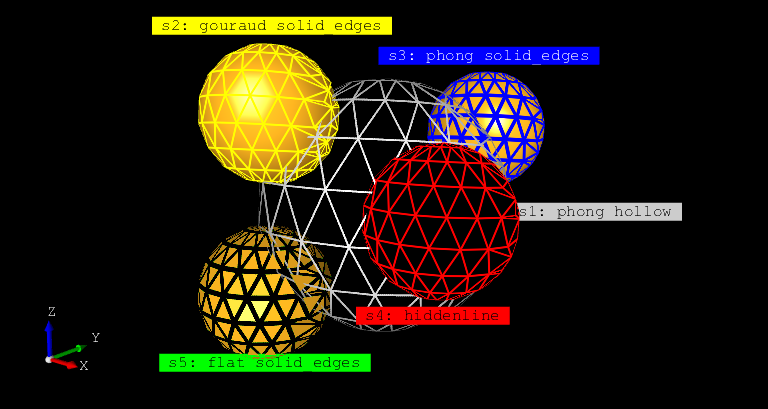 s2: gouraud solid_edges
s3: phong solid_edges
s1: phong hollow
s4: hiddenline
s5: flat solid edges
Z
Y
X